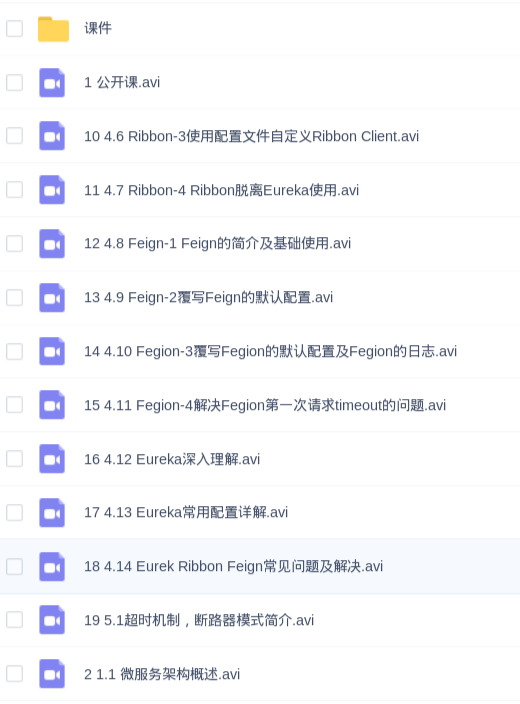 课件
1 公开课.avi
10 4.6 Ribbon-3使用配置文件自定义Ribbon Client.avi
11 4.7 Ribbon-4 Ribbon脱离Eureka使用.avi
12 4.8 Feign-1 Feign的简介及基础使用.avi
13 4.9 Feign-2覆写Feign的默认配置.avi
14 4.10 Fegion-3覆写Fegion的默认配置及Fegion的日志.avi
15 4.11 Fegion-4解决Fegion第一次请求timeout的问题.avi
16 4.12 Eureka深入理解.avi
17 4.13 Eureka常用配置详解.avi
18 4.14 Eurek Ribbon Feign常见问题及解决.avi
19 5.1超时机制，断路器模式简介.avi
2 1.1 微服务架构概述.avi